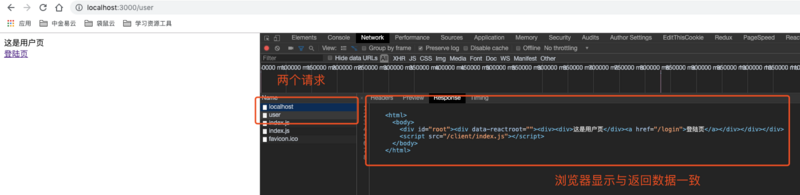 localhost:3000/user
应用 中金易云 袋鼠云 学习资源工具
这是用户页
登陆页
Elements Console Network Sources Performance Application Memory Security Audits Author Settings EditThisCookie Redux PageSpeed React
View: Group by frame Preserve log Disable cache Offline No throttling
Filter Hide data URLs All XHR JS CSS Img Media Font Doc WS Manifest Other
两个请求
Name
Headers Preview Response Timing
localhost
user
index.js
index.js
favicon.ico
<html>
<body>
<div id="root"><div data-reactroot=""><div><div>这是用户页</div><a href="/login">登陆页</a></div></div></div>
<script src="/client/index.js"></script>
</body>
</html>
浏览器显示与返回数据一致